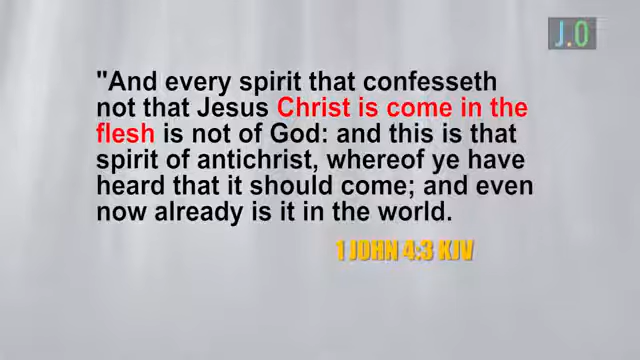 J.O
"And every spirit that confesseth
not that Jesus Christ is come in the
flesh is not of God: and this is that
spirit of antichrist, whereof ye have
heard that it should come; and even
now already is it in the world.
1 JOHN 4:3 KJV